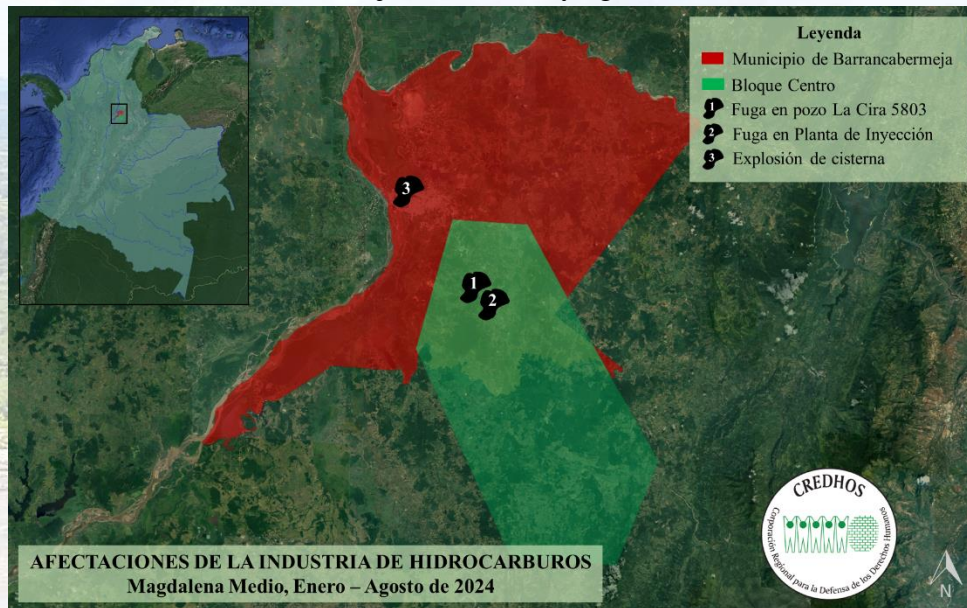 Leyenda
Municipio de Barrancabermeja
Bloque Centro
1 Fuga en pozo La Cira 5803
2 Fuga en Planta de Inyección
3 Explosión de cisterna
3
1
2
CREDHOS
Corporación Regional para la Defensa de los Derechos Humanos
AFECTACIONES DE LA INDUSTRIA DE HIDROCARBUROS
Magdalena Medio, Enero – Agosto de 2024
N